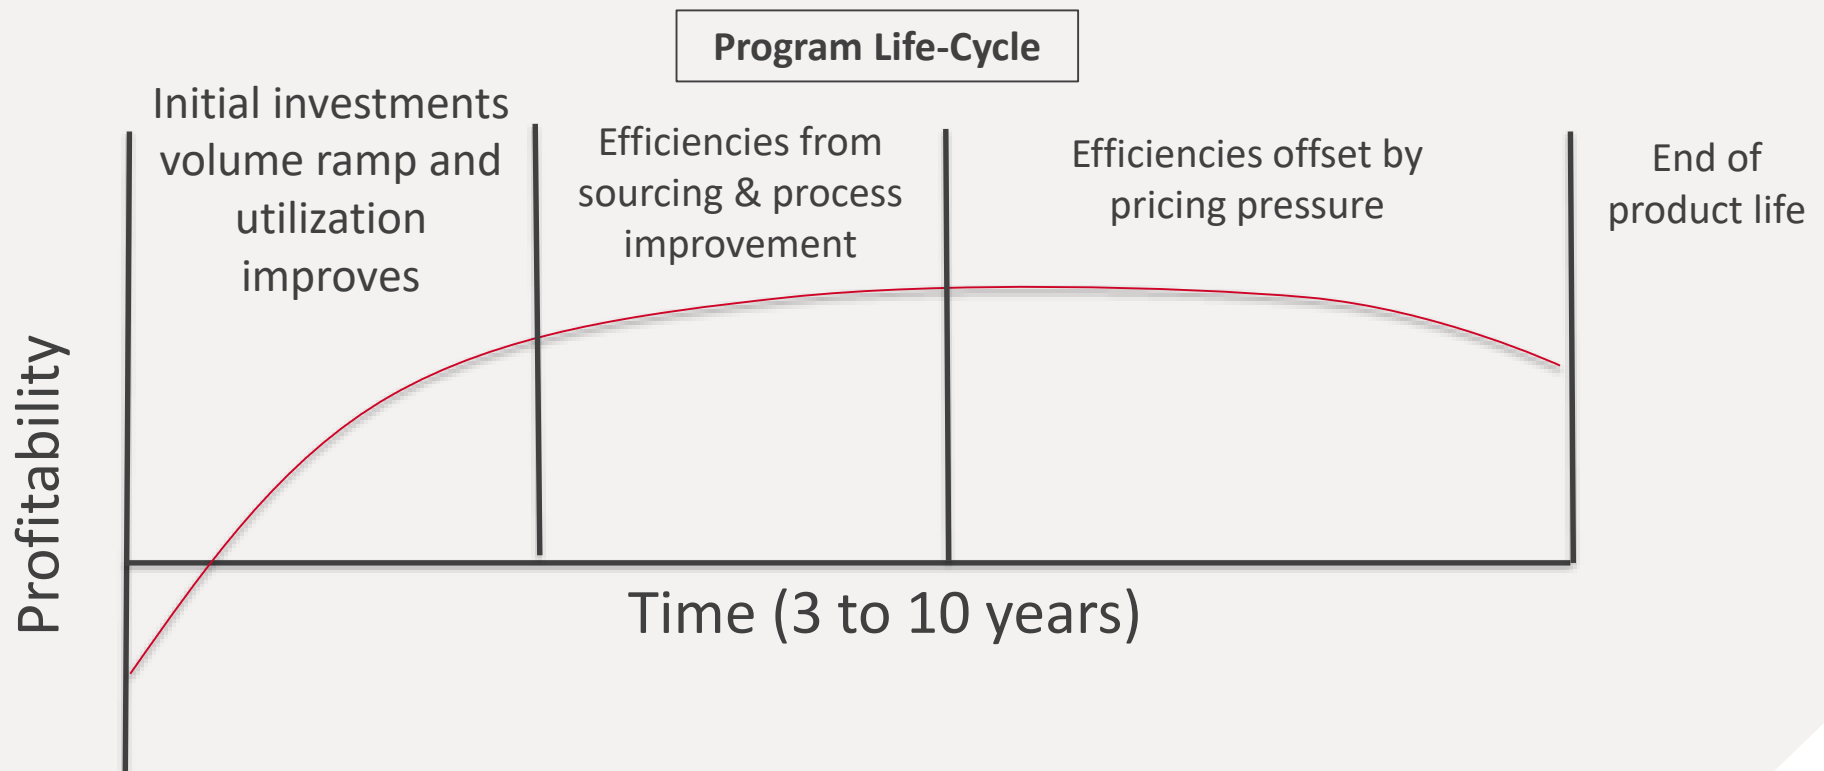 Program Life-Cycle
Initial investments
volume ramp and
utilization
improves
Efficiencies from
sourcing & process
improvement
Efficiencies offset by
pricing pressure
End of
product life
Profitability
Time (3 to 10 years)